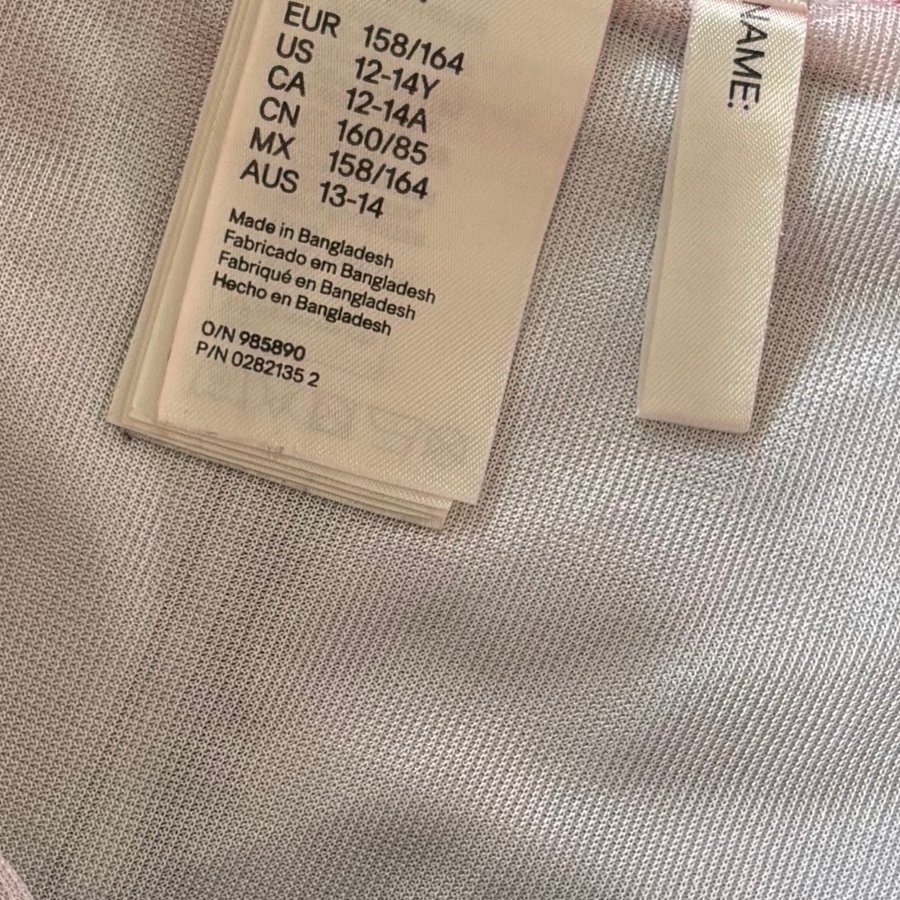 EUR 158/164
US 12-14Y
CA 12-14A
CN 160/85
MX 158/164
AUS 13-14
Made in Bangladesh
Fabricado em Bangladesh
Fabriqué en Bangladesh
Hecho en Bangladesh
O/N 985890
P/N 0282135 2
NAME: